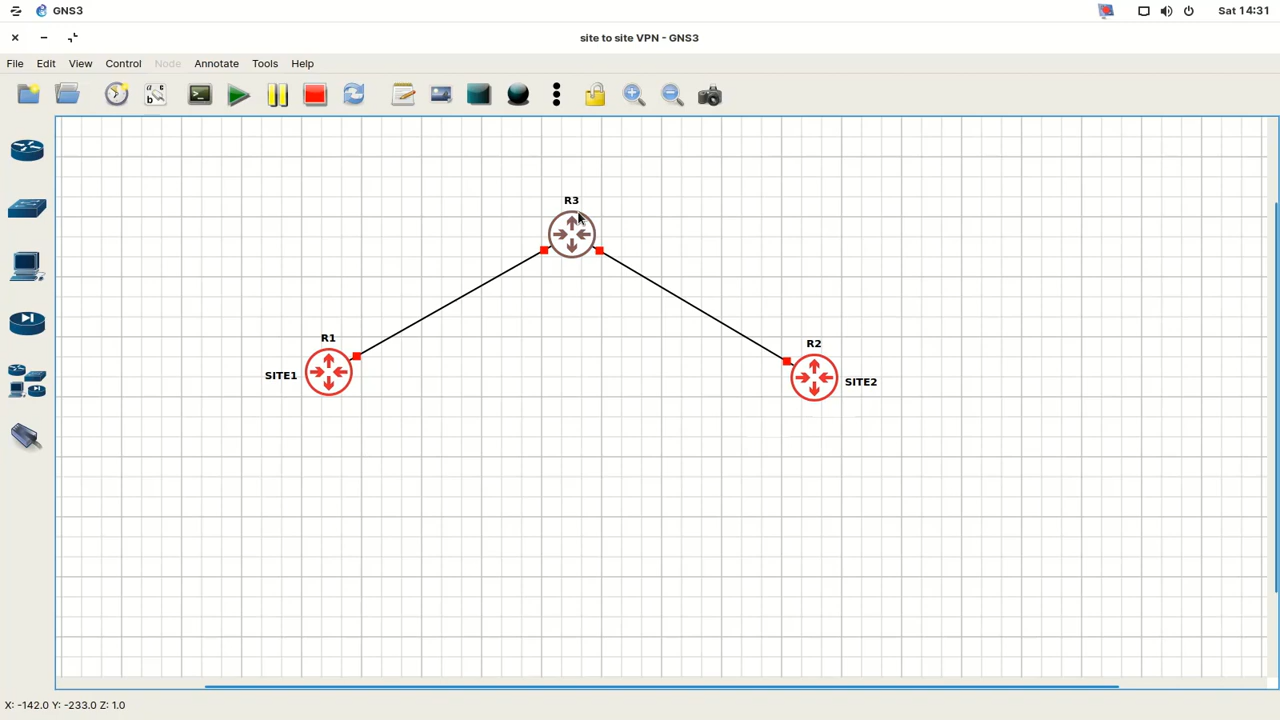 GNS3
Sat 14:31
site to site VPN - GNS3
File Edit View Control Node Annotate Tools Help
R3
R1
R2
SITE1
SITE2
X: -142.0 Y: -233.0 Z: 1.0